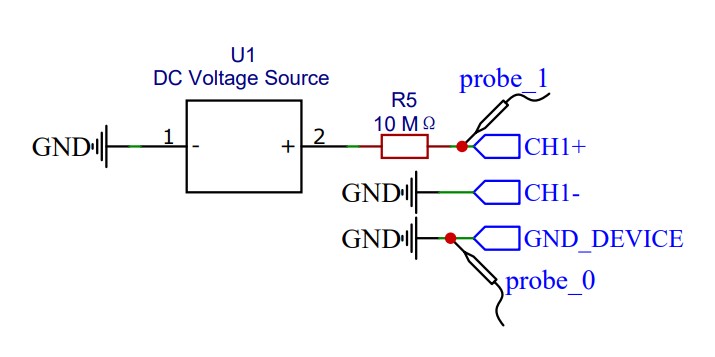 U1
DC Voltage Source
probe_1
R5
10 M Ω
GND
1
-
+
2
CH1+
GND
CH1-
GND
GND_DEVICE
probe_0